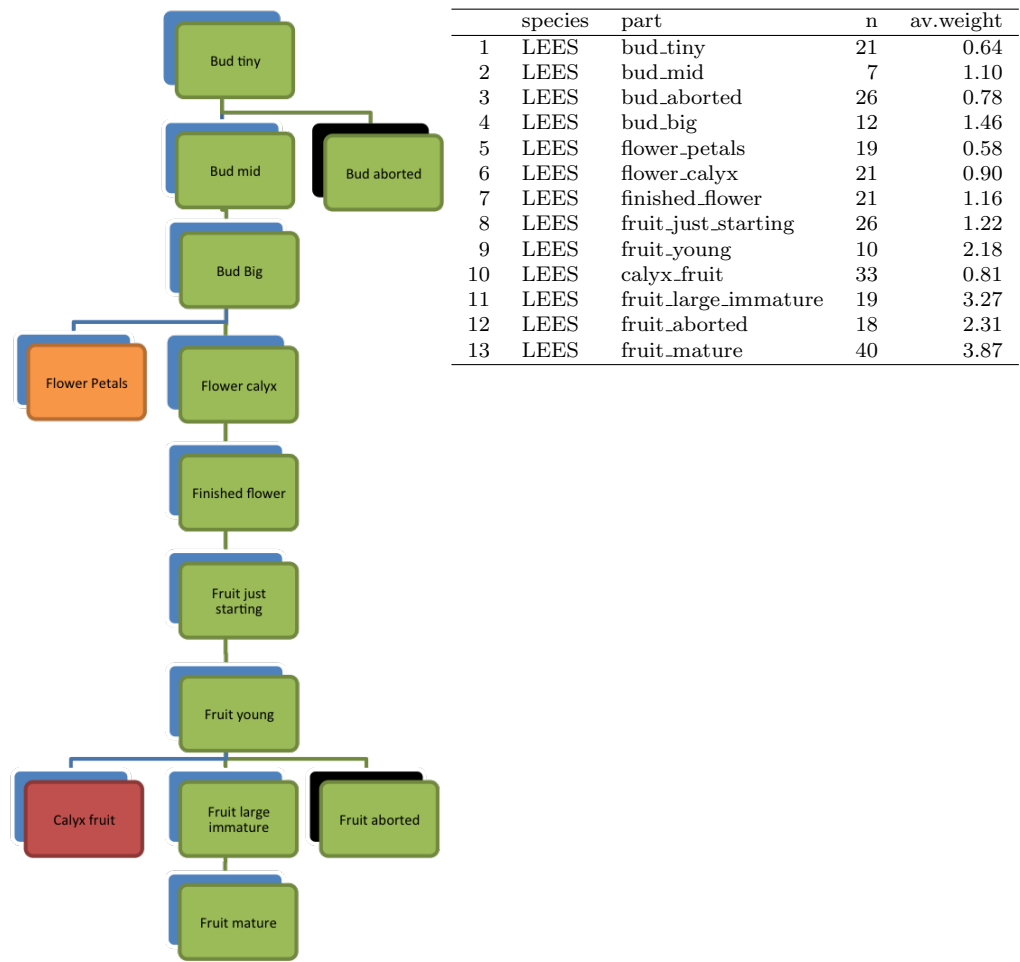 Bud tiny
Bud mid
Bud aborted
Bud Big
Flower Petals
Flower calyx
Finished flower
Fruit just
starting
Fruit young
Calyx fruit
Fruit large
immature
Fruit aborted
Fruit mature
species part n av.weight
1 LEES bud_tiny 21 0.64
2 LEES bud_mid 7 1.10
3 LEES bud_aborted 26 0.78
4 LEES bud_big 12 1.46
5 LEES flower_petals 19 0.58
6 LEES flower_calyx 21 0.90
7 LEES finished_flower 21 1.16
8 LEES fruit_just_starting 26 1.22
9 LEES fruit_young 10 2.18
10 LEES calyx_fruit 33 0.81
11 LEES fruit_large_immature 19 3.27
12 LEES fruit_aborted 18 2.31
13 LEES fruit_mature 40 3.87